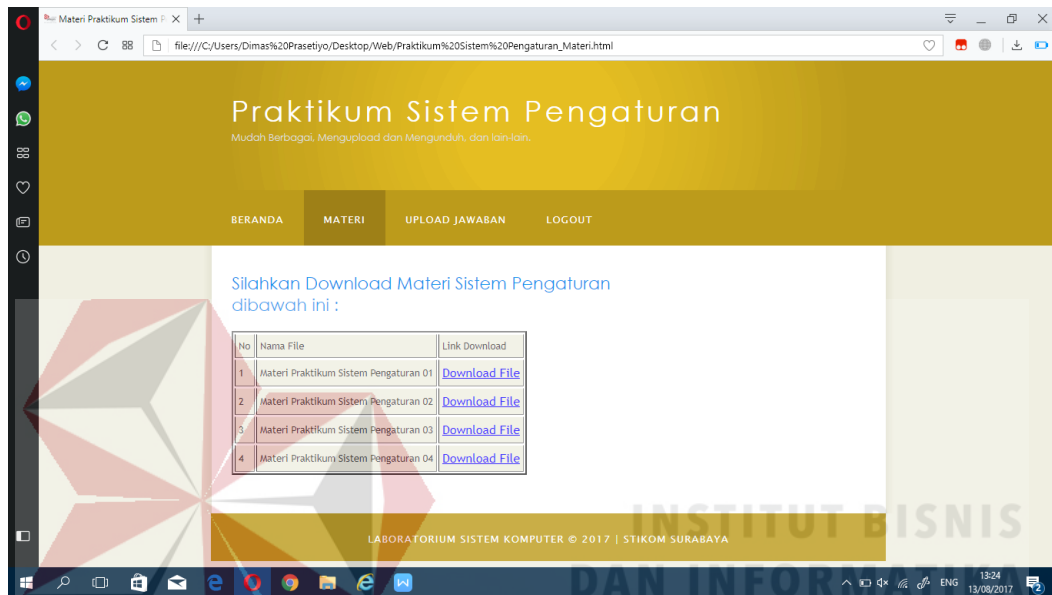 Materi Praktikum Sistem P
file:///C:/Users/Dimas%20Prasetiyo/Desktop/Web/Praktikum%20Sistem%20Pengaturan_Materi.html
Praktikum Sistem Pengaturan
Mudah Berbagai, Mengupload dan Mengunduh, dan lain-lain.
BERANDA MATERI UPLOAD JAWABAN LOGOUT
Silahkan Download Materi Sistem Pengaturan
dibawah ini :
No Nama File Link Download
1 Materi Praktikum Sistem Pengaturan 01 Download File
2 Materi Praktikum Sistem Pengaturan 02 Download File
3 Materi Praktikum Sistem Pengaturan 03 Download File
4 Materi Praktikum Sistem Pengaturan 04 Download File
INSTITUT BISNIS
LABORATORIUM SISTEM KOMPUTER © 2017 | STIKOM SURABAYA
DAN INFORMATIKA
ENG 13:24
13/08/2017
2